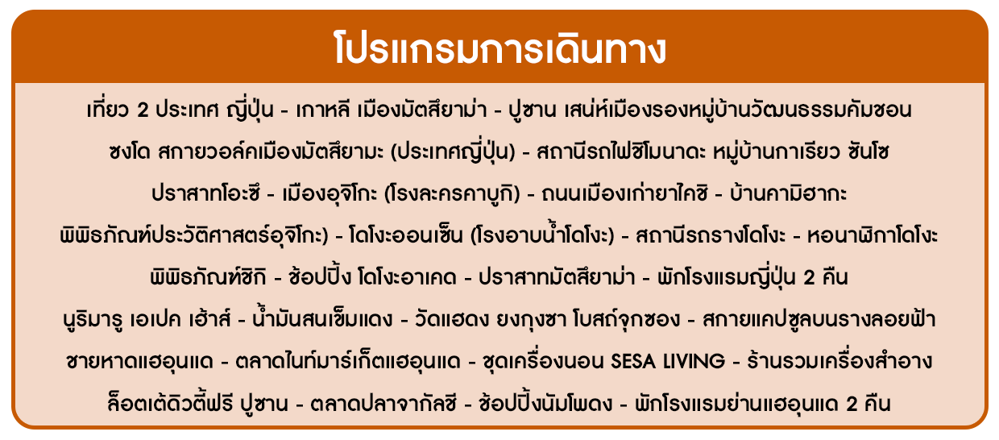 โปรแกรมการเดินทาง
เที่ยว 2 ประเทศ ญี่ปุ่น - เกาหลี เมืองมัตสึยาม่า - ปูซาน เสน่ห์เมืองรองหมู่บ้านวัฒนธรรมคัมชอน
ซงโด สกายวอล์คเมืองมัตสึยามะ (ประเทศญี่ปุ่น) - สถานีรถไฟชิโมนาดะ หมู่บ้านกาเรียว ซันโซ
ปราสาทโอะซึ - เมืองอุจิโกะ (โรงละครคาบูกิ) - ถนนเมืองเก่ายาไคชิ - บ้านคามิฮากะ
พิพิธภัณฑ์ประวัติศาสตร์อุจิโกะ) - โดโงะออนเซ็น (โรงอาบน้ำโดโงะ) - สถานีรถรางโดโงะ - หอนาฬิกาโดโงะ
พิพิธภัณฑ์ชิกิ - ช้อปปิ้ง โดโงะอาเคด - ปราสาทมัตสึยาม่า - พักโรงแรมญี่ปุ่น 2 คืน
นูริมารู เอเปค เฮ้าส์ - น้ำมันสนเข็มแดง - วัดแฮดง ยงกุงซา โบสถ์จุกซอง - สกายแคปซูลบนรางลอยฟ้า
ชายหาดแฮอุนแด - ตลาดไนท์มาร์เก็ตแฮอุนแด - ชุดเครื่องนอน SESA LIVING - ร้านรวมเครื่องสำอาง
ล็อตเต้ดิวตี้ฟรี ปูซาน - ตลาดปลาจากัลชี - ช้อปปิ้งนัมโพดง - พักโรงแรมย่านแฮอุนแด 2 คืน